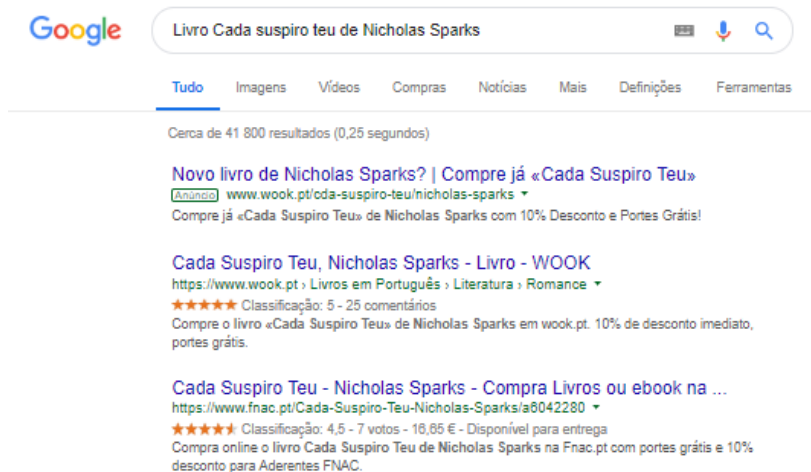 Google Livro Cada suspiro teu de Nicholas Sparks
Tudo Imagens Vídeos Compras Notícias Mais Definições Ferramentas
Cerca de 41 800 resultados (0,25 segundos)
Novo livro de Nicholas Sparks? | Compre já «Cada Suspiro Teu»
Anúncio www.wook.pt/cda-suspiro-teu/nicholas-sparks
Compre já «Cada Suspiro Teu» de Nicholas Sparks com 10% Desconto e Portes Grátis!
Cada Suspiro Teu, Nicholas Sparks - Livro - WOOK
https://www.wook.pt › Livros em Português › Literatura › Romance
Classificação: 5 - 25 comentários
Compre o livro «Cada Suspiro Teu» de Nicholas Sparks em wook.pt. 10% de desconto imediato,
portes grátis.
Cada Suspiro Teu - Nicholas Sparks - Compra Livros ou ebook na ...
https://www.fnac.pt/Cada-Suspiro-Teu-Nicholas-Sparks/a6042280
Classificação: 4,5 - 7 votos - 16,65 € - Disponível para entrega
Compra online o livro Cada Suspiro Teu de Nicholas Sparks na Fnac.pt com portes grátis e 10%
desconto para Aderentes FNAC.